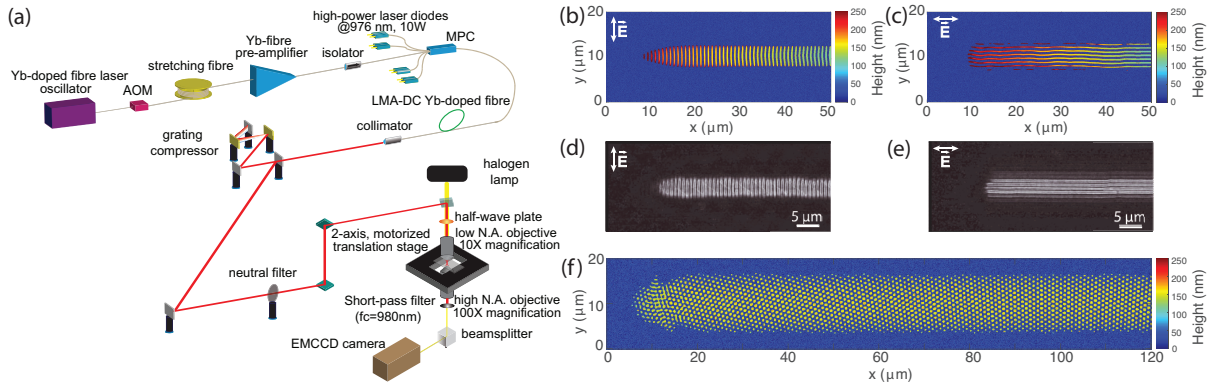 (a)
high-power laser diodes
@976 nm, 10W
MPC
Yb-fibre
pre-amplifier
isolator
stretching fibre
Yb-doped fibre laser
oscillator
AOM
LMA-DC Yb-doped fibre
collimator
grating
compressor
halogen
lamp
half-wave plate
low N.A. objective
10X magnification
2-axis, motorized
translation stage
neutral filter
Short-pass filter
(fc=980nm)
high N.A. objective
100X magnification
beamsplitter
EMCCD camera
(b)
E
20
10
0
y (μm)
0 10 20 30 40 50
x (μm)
250
200
150
100
50
0
Height (nm)
(c)
E
20
10
0
y (μm)
0 10 20 30 40 50
x (μm)
250
200
150
100
50
0
Height (nm)
(d)
E
5 μm
(e)
E
5 μm
(f)
20
10
0
y (μm)
0 20 40 60 80 100 120
x (μm)
250
200
150
100
50
0
Height (nm)